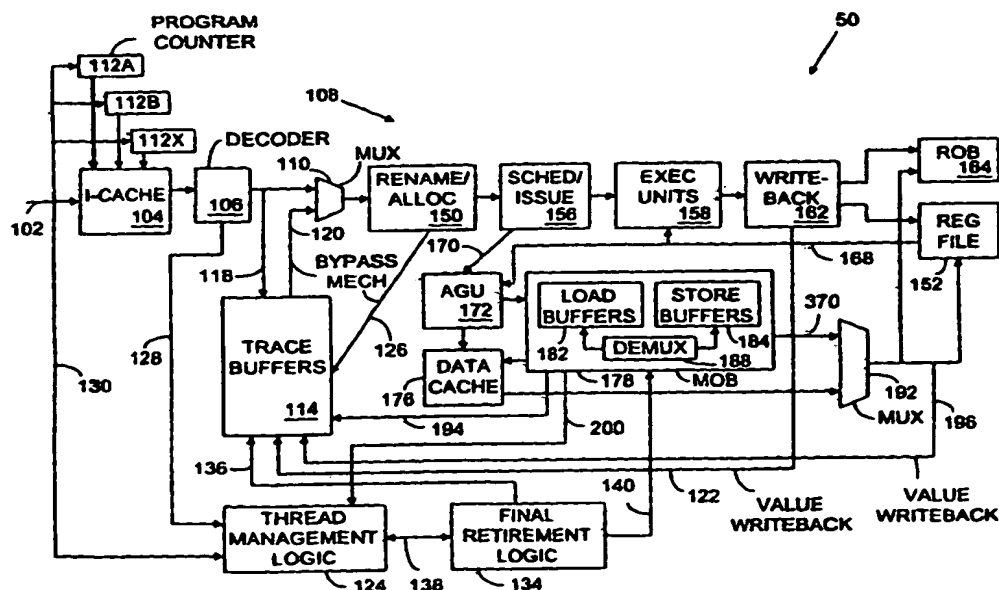 PROGRAM
COUNTER
50
112A
112B
112X
DECODER
108
110
MUX
102
I-CACHE
104
106
RENAME/
ALLOC
150
SCHED/
ISSUE
156
EXEC
UNITS
158
WRITE-
BACK
162
ROB
164
REG
FILE
152
118
120
BYPASS
MECH
126
170
168
AGU
172
LOAD
BUFFERS
182
STORE
BUFFERS
184
DEMUX
188
370
128
130
TRACE
BUFFERS
114
DATA
CACHE
176
178
MOB
192
MUX
196
194
200
136
140
122
VALUE
WRITEBACK
VALUE
WRITEBACK
THREAD
MANAGEMENT
LOGIC
124
138
FINAL
RETIREMENT
LOGIC
134